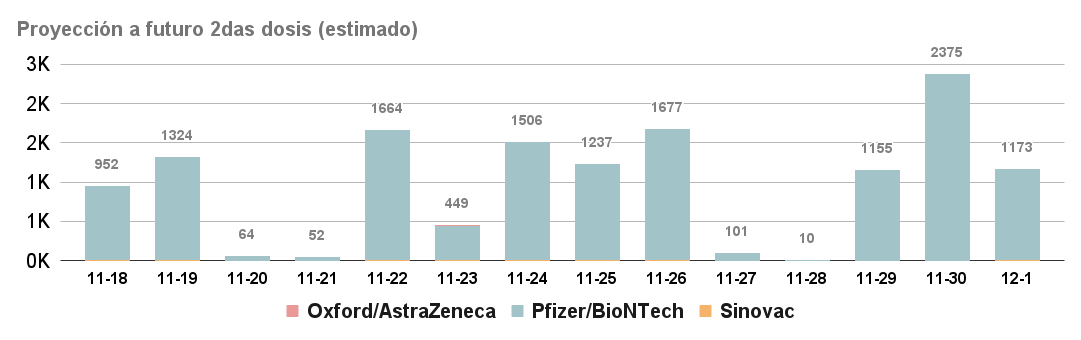 Proyección a futuro 2das dosis (estimado)
3K
2K
2K
1K
1K
0K
952
1324
64
52
1664
449
1506
1237
1677
101
10
1155
2375
1173
11-18 11-19 11-20 11-21 11-22 11-23 11-24 11-25 11-26 11-27 11-28 11-29 11-30 12-1
Oxford/AstraZeneca Pfizer/BioNTech Sinovac